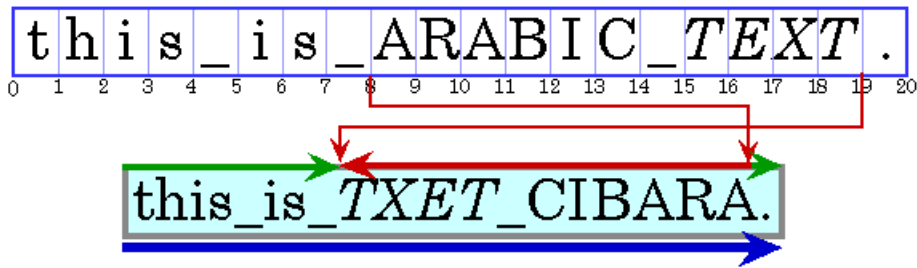 this_is_ARABIC_TEXT.
0 1 2 3 4 5 6 7 8 9 10 11 12 13 14 15 16 17 18 19 20
this_is_TXET_CIBARA.